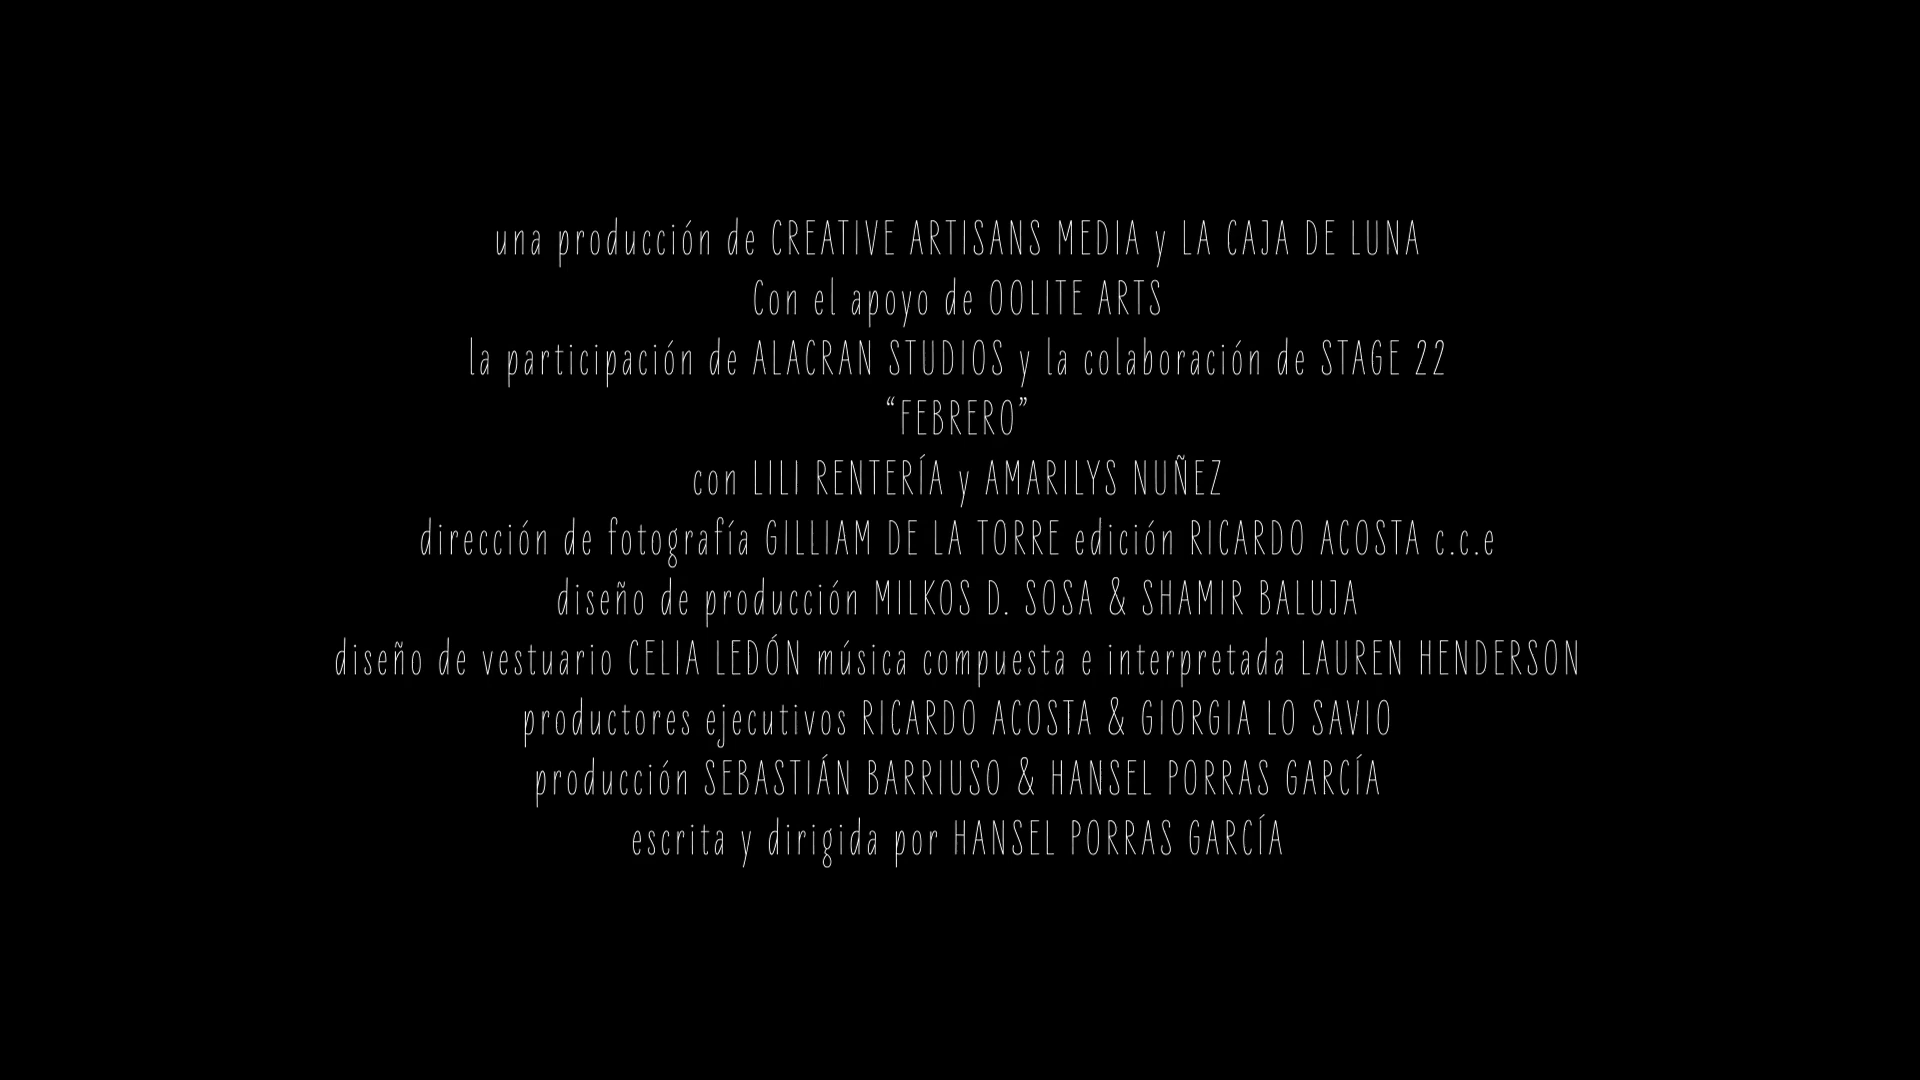 una producción de CREATIVE ARTISANS MEDIA y LA CAJA DE LUNA
Con el apoyo de OOLITE ARTS
la participación de ALACRAN STUDIOS y la colaboración de STAGE 22
“FEBRERO”
con LILI RENTERÍA y AMARILYS NUÑEZ
dirección de fotografía GILLIAM DE LA TORRE edición RICARDO ACOSTA c.c.e
diseño de producción MILKOS D. SOSA & SHAMIR BALUJA
diseño de vestuario CELIA LEDÓN música compuesta e interpretada LAUREN HENDERSON
productores ejecutivos RICARDO ACOSTA & GIORGIA LO SAVIO
producción SEBASTIÁN BARRIUSO & HANSEL PORRAS GARCÍA
escrita y dirigida por HANSEL PORRAS GARCÍA